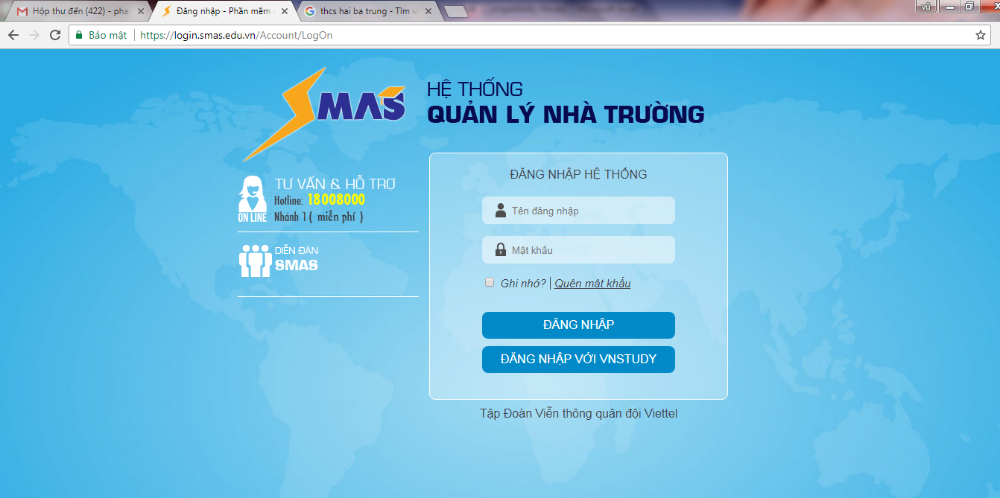 Hộp thư đến (422) - pha
Đăng nhập - Phần mềm
thcs hai ba trung - Tìm v
vũ
Bảo mật
https://login.smas.edu.vn/Account/LogOn
SMAS
HỆ THỐNG
QUẢN LÝ NHÀ TRƯỜNG
TƯ VẤN & HỖ TRỢ
Hotline: 18008000
Nhánh 1 ( miễn phí )
ON LINE
DIỄN ĐÀN
SMAS
ĐĂNG NHẬP HỆ THỐNG
Tên đăng nhập
Mật khẩu
Ghi nhớ? | Quên mật khẩu
ĐĂNG NHẬP
ĐĂNG NHẬP VỚI VNSTUDY
Tập Đoàn Viễn thông quân đội Viettel